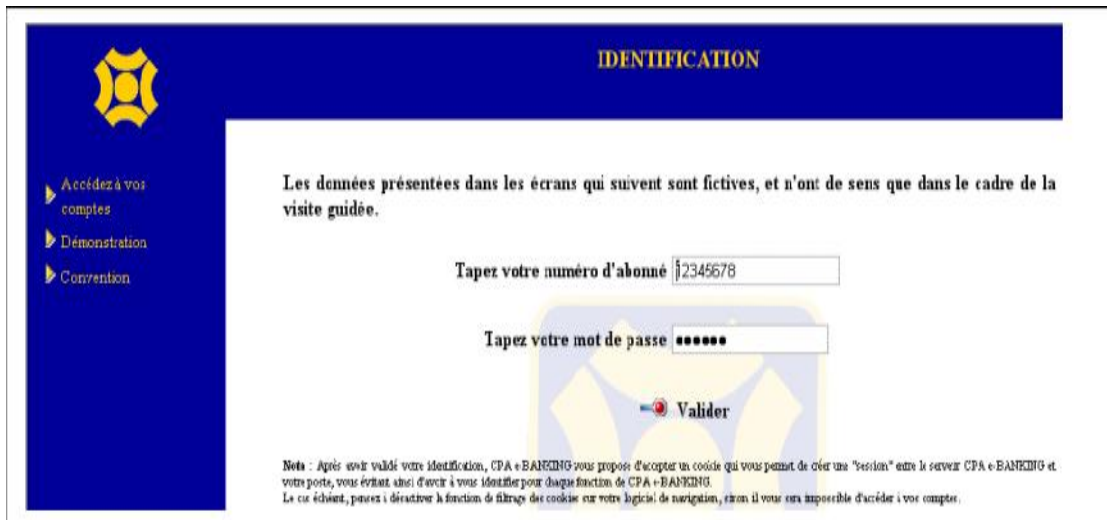 IDENTIFICATION
Accédez à vos
comptes
Démonstration
Convention
Les données présentées dans les écrans qui suivent sont fictives, et n'ont de sens que dans le cadre de la
visite guidée.
Tapez votre numéro d'abonné 12345678
Tapez votre mot de passe ••••••
Valider
Nota : Après avoir validé votre identification, CPA e-BANKING vous propose d'accepter un cookie qui vous permet de créer une "session" entre le serveur CPA e-BANKING et
votre poste, vous évitant ainsi d'avoir à vous identifier pour chaque fonction de CPA e-BANKING.
Le cas échéant, pensez à désactiver la fonction de filtrage des cookies sur votre logiciel de navigation, sinon il vous sera impossible d'accéder à vos comptes.